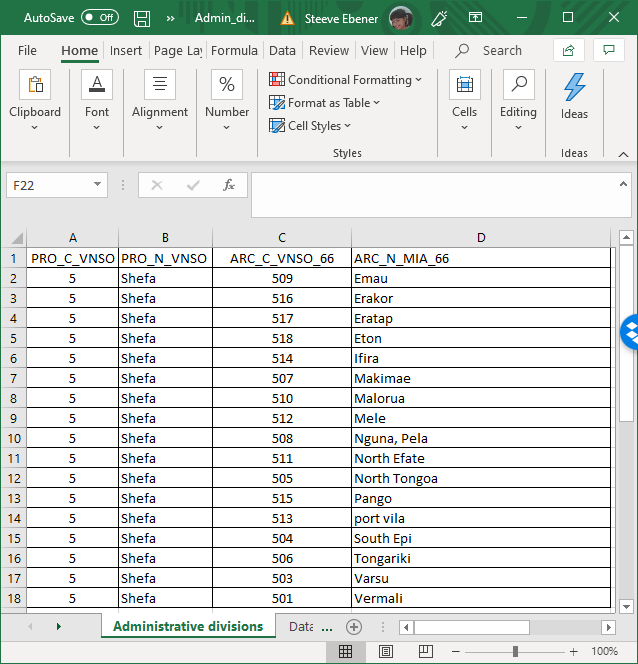 AutoSave Off » Admin_di... Steeve Ebener
File Home Insert Page Lay Formula Data Review View Help Search
Clipboard Font Alignment % Number Conditional Formatting Format as Table Cell Styles Cells Editing Ideas
Styles Ideas
F22 fx
A B C D
1 PRO_C_VNSO PRO_N_VNSO ARC_C_VNSO_66 ARC_N_MIA_66
2 5 Shefa 509 Emau
3 5 Shefa 516 Erakor
4 5 Shefa 517 Eratap
5 5 Shefa 518 Eton
6 5 Shefa 514 Ifira
7 5 Shefa 507 Makimae
8 5 Shefa 510 Malorua
9 5 Shefa 512 Mele
10 5 Shefa 508 Nguna, Pela
11 5 Shefa 511 North Efate
12 5 Shefa 505 North Tongoa
13 5 Shefa 515 Pango
14 5 Shefa 513 port vila
15 5 Shefa 504 South Epi
16 5 Shefa 506 Tongariki
17 5 Shefa 503 Varsu
18 5 Shefa 501 Vermali
Administrative divisions Data ...
100%